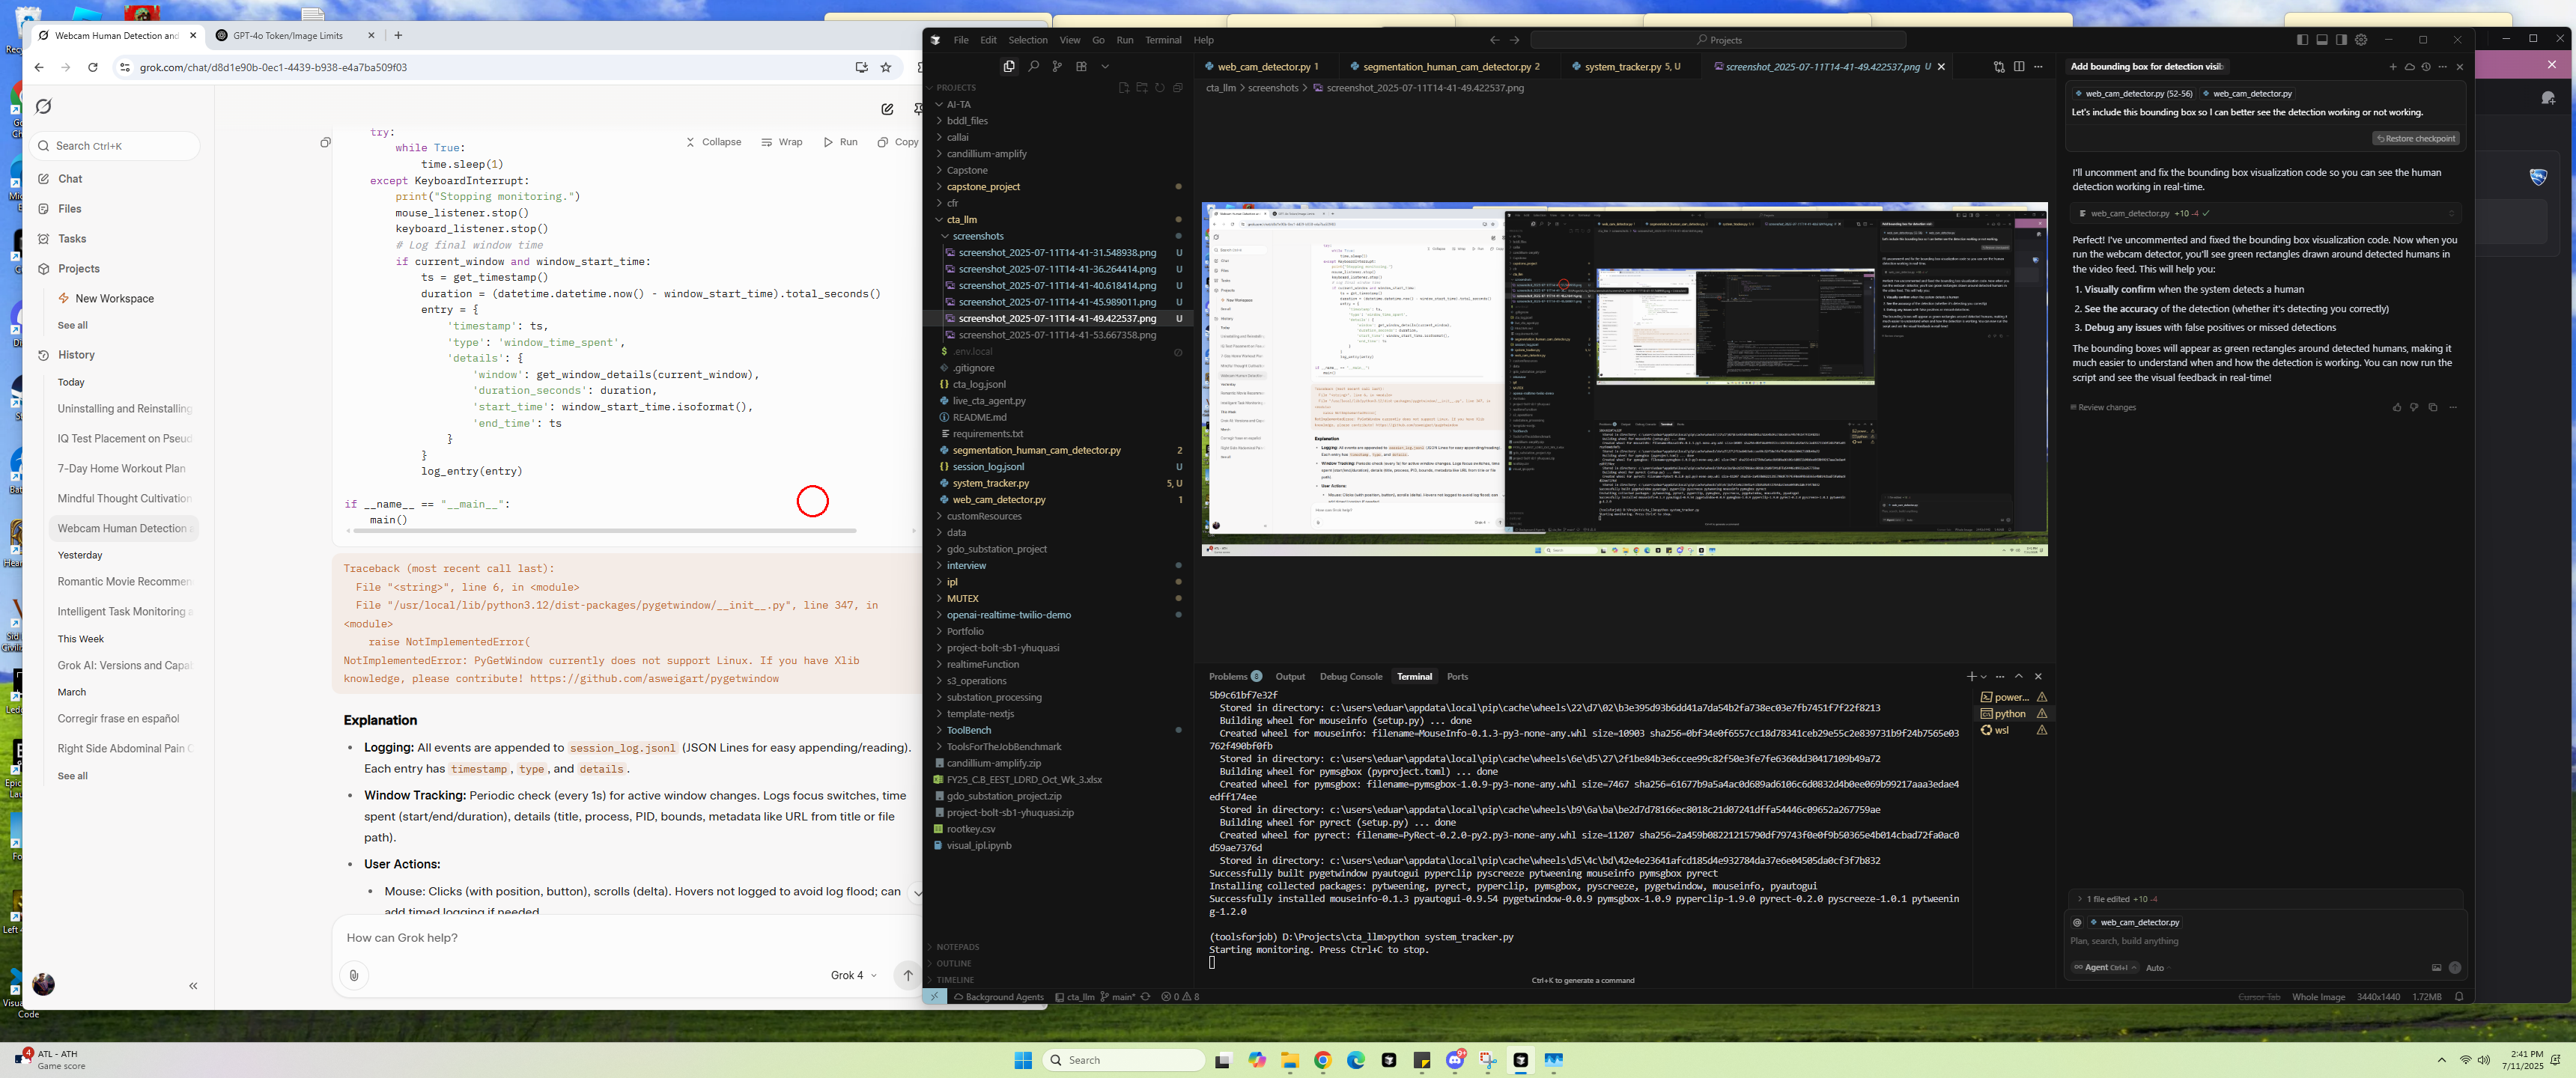 Webcam Human Detection and
GPT-4o Token/Image Limits
grok.com/chat/d8d1e90b-0ec1-4439-b938-e4a7ba509f03
Search Ctrl+K
Chat
Files
Tasks
Projects
New Workspace
See all
History
Today
Uninstalling and Reinstalling
IQ Test Placement on Pseud
7-Day Home Workout Plan
Mindful Thought Cultivation
Webcam Human Detection a
Yesterday
Romantic Movie Recommen
Intelligent Task Monitoring a
This Week
Grok AI: Versions and Capab
March
Corregir frase en español
Right Side Abdominal Pain C
See all
Collapse
Wrap
Run
Copy
try:
while True:
time.sleep(1)
except KeyboardInterrupt:
print("Stopping monitoring.")
mouse_listener.stop()
keyboard_listener.stop()
# Log final window time
if current_window and window_start_time:
ts = get_timestamp()
duration = (datetime.datetime.now() - window_start_time).total_seconds()
entry = {
'timestamp': ts,
'type': 'window_time_spent',
'details': {
'window': get_window_details(current_window),
'duration_seconds': duration,
'start_time': window_start_time.isoformat(),
'end_time': ts
}
}
log_entry(entry)
if __name__ == "__main__":
main()
Traceback (most recent call last):
File "<string>", line 6, in <module>
File "/usr/local/lib/python3.12/dist-packages/pygetwindow/__init__.py", line 347, in
<module>
raise NotImplementedError(
NotImplementedError: PyGetWindow currently does not support Linux. If you have Xlib
knowledge, please contribute! https://github.com/asweigart/pygetwindow
Explanation
• Logging: All events are appended to session_log.jsonl (JSON Lines for easy appending/reading).
Each entry has timestamp, type, and details.
• Window Tracking: Periodic check (every 1s) for active window changes. Logs focus switches, time
spent (start/end/duration), details (title, process, PID, bounds, metadata like URL from title or file
path).
• User Actions:
• Mouse: Clicks (with position, button), scrolls (delta). Hovers not logged to avoid log flood; can
add timed logging if needed.
How can Grok help?
Grok 4
File Edit Selection View Go Run Terminal Help
Projects
PROJECTS
AI-TA
bddl_files
callai
candillium-amplify
Capstone
capstone_project
cfr
cta_llm
screenshots
screenshot_2025-07-11T14-41-31.548938.png U
screenshot_2025-07-11T14-41-36.264414.png U
screenshot_2025-07-11T14-41-40.618414.png U
screenshot_2025-07-11T14-41-45.989011.png U
screenshot_2025-07-11T14-41-49.422537.png U
screenshot_2025-07-11T14-41-53.667358.png
.env.local
.gitignore
cta_log.jsonl
live_cta_agent.py
README.md
requirements.txt
segmentation_human_cam_detector.py 2
session_log.jsonl U
system_tracker.py 5, U
web_cam_detector.py 1
customResources
data
gdo_substation_project
interview
ipl
MUTEX
openai-realtime-twilio-demo
Portfolio
project-bolt-sb1-yhuquasi
realtimeFunction
s3_operations
substation_processing
template-nextjs
ToolBench
ToolsForTheJobBenchmark
candillium-amplify.zip
FY25_C.B_EEST_LDRD_Oct_Wk_3.xlsx
gdo_substation_project.zip
project-bolt-sb1-yhuquasi.zip
rootkey.csv
visual_ipl.ipynb
NOTEPADS
OUTLINE
TIMELINE
web_cam_detector.py 1
segmentation_human_cam_detector.py 2
system_tracker.py 5, U
screenshot_2025-07-11T14-41-49.422537.png U
cta_llm > screenshots > screenshot_2025-07-11T14-41-49.422537.png
Problems 8 Output Debug Console Terminal Ports
5b9c61bf7e32f
Stored in directory: c:\users\eduar\appdata\local\pip\cache\wheels\22\d7\02\b3e395d93b6dd41a7da54b2fa738ec03e7fb7451f7f22f8213
Building wheel for mouseinfo (setup.py) ... done
Created wheel for mouseinfo: filename=MouseInfo-0.1.3-py3-none-any.whl size=10903 sha256=0bf34e0f6557cc18d78341ceb29e55c2e839731b9f24b7565e03
762f490bf0fb
Stored in directory: c:\users\eduar\appdata\local\pip\cache\wheels\6e\d5\27\2f1be84b3e6ccee99c82f50e3fe7fe6360dd30417109b49a72
Building wheel for pymsgbox (pyproject.toml) ... done
Created wheel for pymsgbox: filename=pymsgbox-1.0.9-py3-none-any.whl size=7467 sha256=61677b9a5a4ac0d689ad6106c6d0832d4b0ee069b99217aaa3edae4
edff174ee
Stored in directory: c:\users\eduar\appdata\local\pip\cache\wheels\b9\6a\ba\be2d7d78166ec8018c21d07241dffa54446c09652a267759ae
Building wheel for pyrect (setup.py) ... done
Created wheel for pyrect: filename=PyRect-0.2.0-py2.py3-none-any.whl size=11207 sha256=2a459b08221215790df79743f0e0f9b50365e4b014cbad72fa0ac0
d59ae7376d
Stored in directory: c:\users\eduar\appdata\local\pip\cache\wheels\d5\4c\bd\42e4e23641afcd185d4e932784da37e6e04505da0cf3f7b832
Successfully built pygetwindow pyautogui pyperclip pyscreeze pytweening mouseinfo pymsgbox pyrect
Installing collected packages: pytweening, pyrect, pyperclip, pymsgbox, pyscreeze, pygetwindow, mouseinfo, pyautogui
Successfully installed mouseinfo-0.1.3 pyautogui-0.9.54 pygetwindow-0.0.9 pymsgbox-1.0.9 pyperclip-1.9.0 pyrect-0.2.0 pyscreeze-1.0.1 pytweenin
g-1.2.0
(toolsforjob) D:\Projects\cta_llm>python system_tracker.py
Starting monitoring. Press Ctrl+C to stop.
Ctrl+K to generate a command
power...
python
wsl
Add bounding box for detection visib
web_cam_detector.py (52-56)
web_cam_detector.py
Let's include this bounding box so I can better see the detection working or not working.
Restore checkpoint
I'll uncomment and fix the bounding box visualization code so you can see the human
detection working in real-time.
web_cam_detector.py +10 -4
Perfect! I've uncommented and fixed the bounding box visualization code. Now when you
run the webcam detector, you'll see green rectangles drawn around detected humans in
the video feed. This will help you:
1. Visually confirm when the system detects a human
2. See the accuracy of the detection (whether it's detecting you correctly)
3. Debug any issues with false positives or missed detections
The bounding boxes will appear as green rectangles around detected humans, making it
much easier to understand when and how the detection is working. You can now run the
script and see the visual feedback in real-time!
Review changes
1 file edited +10 -4
@ web_cam_detector.py
Plan, search, build anything
Agent Ctrl+I
Auto
Background Agents
cta_llm
main*
0 8
Cursor Tab
Whole Image
3440x1440
1.72MB
Code
4
ATL - ATH
Game score
Search
9+
2:41 PM
7/11/2025